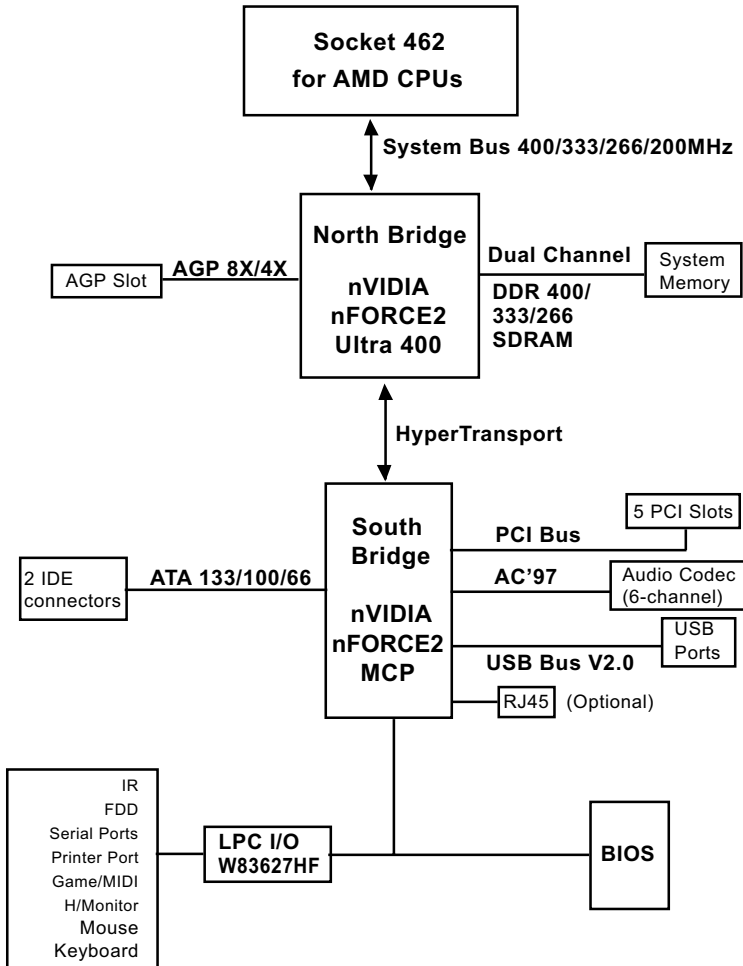 Socket 462
for AMD CPUs
System Bus 400/333/266/200MHz
North Bridge
nVIDIA
nFORCE2
Ultra 400
AGP Slot
AGP 8X/4X
Dual Channel
DDR 400/
333/266
SDRAM
System
Memory
HyperTransport
South
Bridge
nVIDIA
nFORCE2
MCP
5 PCI Slots
PCI Bus
2 IDE
connectors
ATA 133/100/66
AC’97
Audio Codec
(6-channel)
USB
Ports
USB Bus V2.0
RJ45
(Optional)
IR
FDD
Serial Ports
Printer Port
Game/MIDI
H/Monitor
Mouse
Keyboard
LPC I/O
W83627HF
BIOS